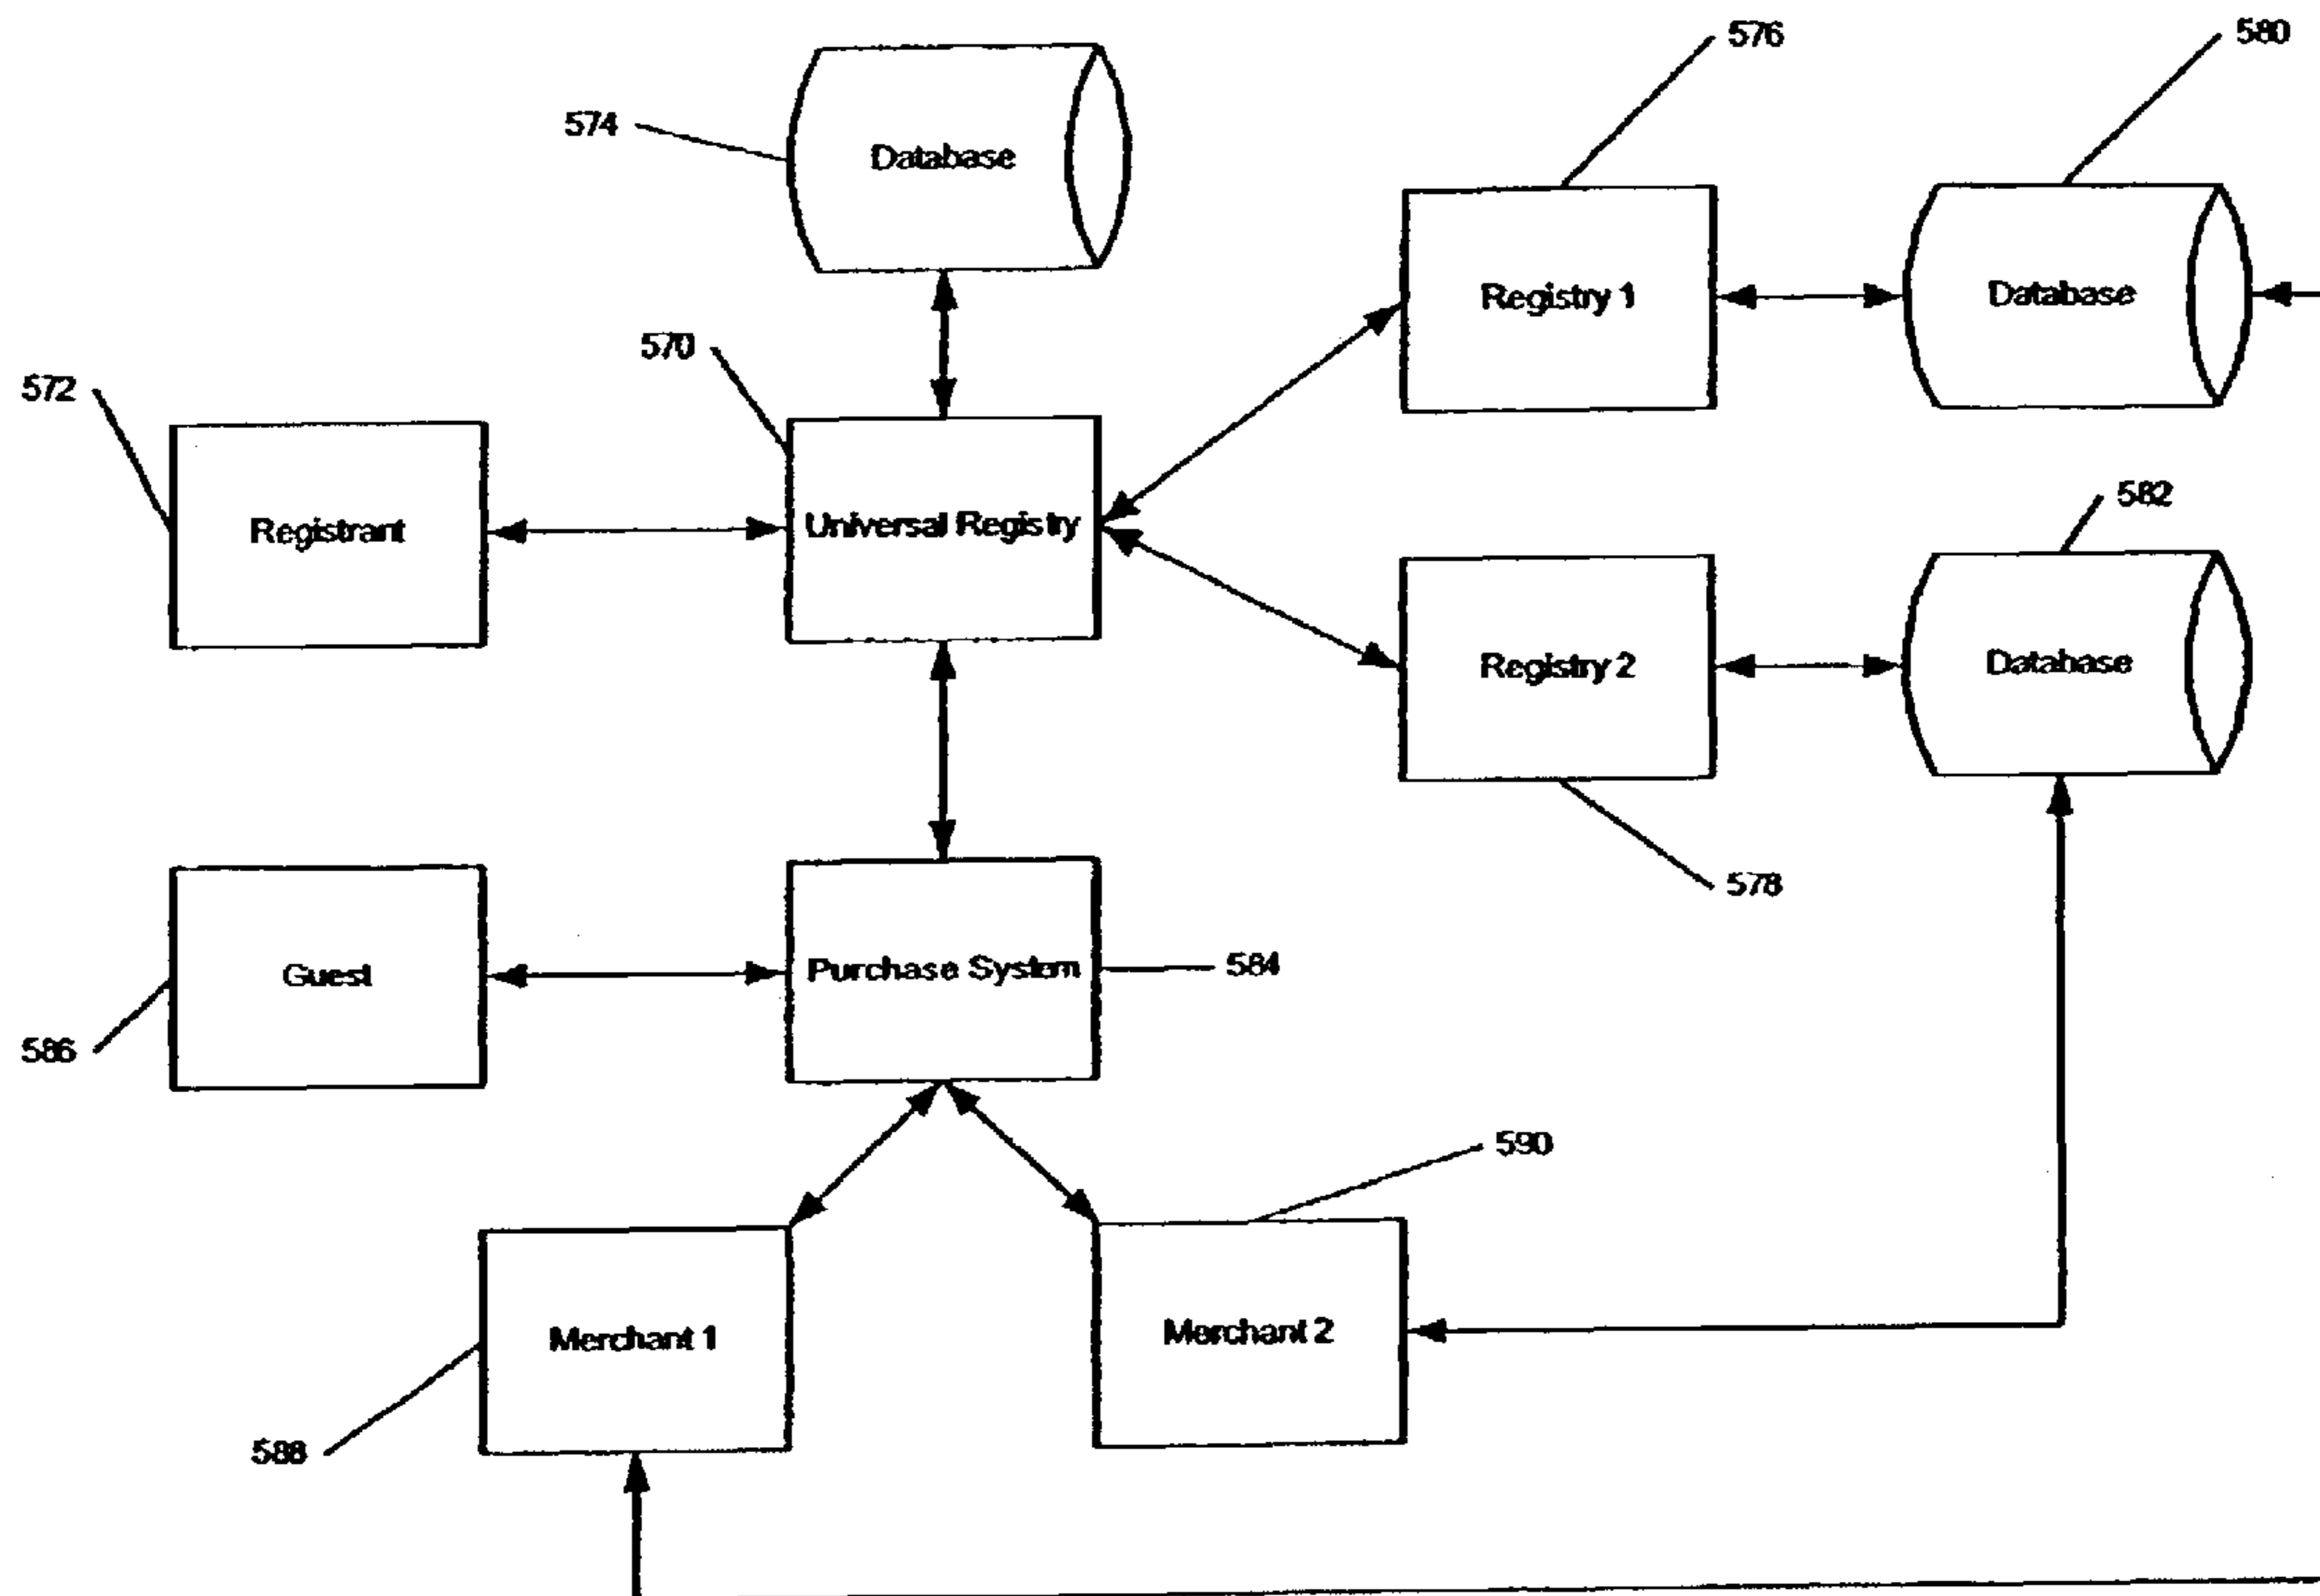 576
580
574
Database
Registry 1
Database
570
572
582
Registrant
Universal Registry
Registry 2
Database
578
Guest
Purchase System
584
586
590
Merchant 1
Merchant 2
588